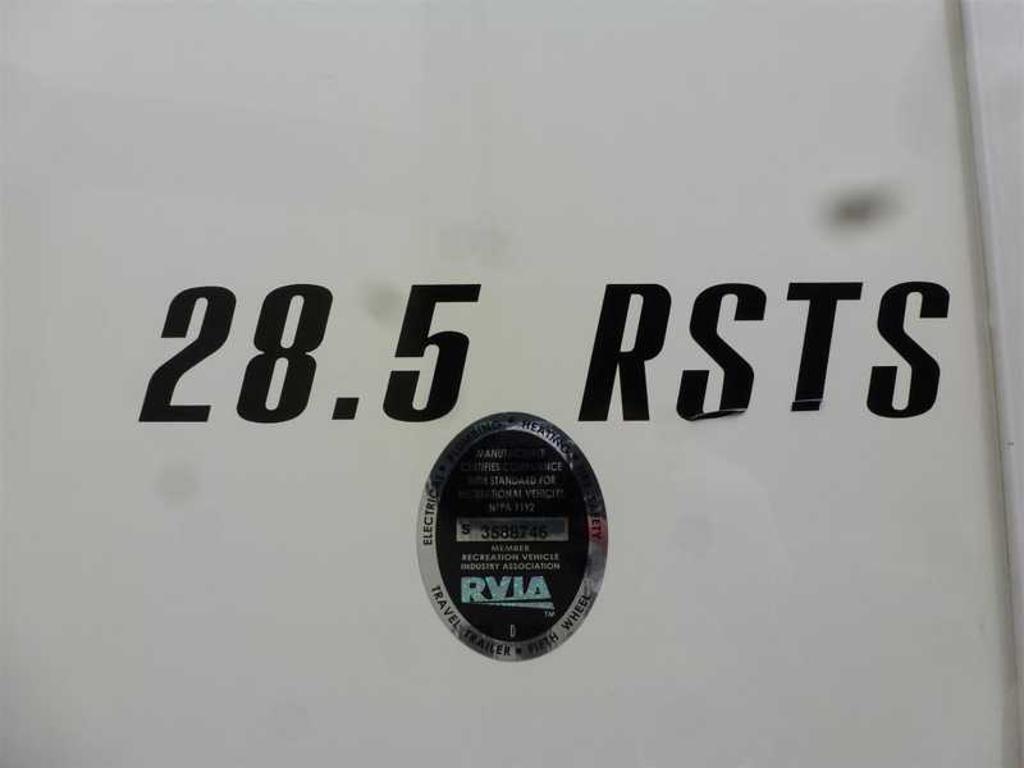 28.5 RSTS
ELECTRICAL • PLUMBING • HEATING • FIRE SAFETY
MANUFACTURER
CERTIFIES COMPLIANCE
WITH STANDARD FOR
RECREATIONAL VEHICLES
NFPA 1192
S 3588746
MEMBER
RECREATION VEHICLE
INDUSTRY ASSOCIATION
RVIA
TM
D
TRAVEL TRAILER • FIFTH WHEEL